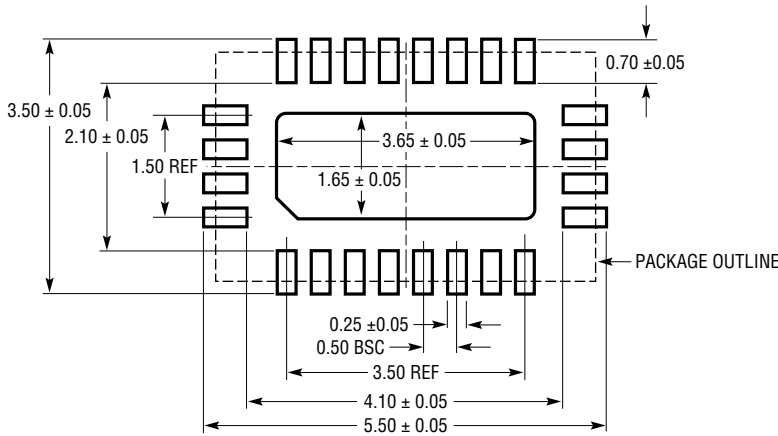 0.70 ±0.05
3.50 ± 0.05
2.10 ± 0.05
3.65 ± 0.05
1.50 REF
1.65 ± 0.05
PACKAGE OUTLINE
0.25 ±0.05
0.50 BSC
3.50 REF
4.10 ± 0.05
5.50 ± 0.05